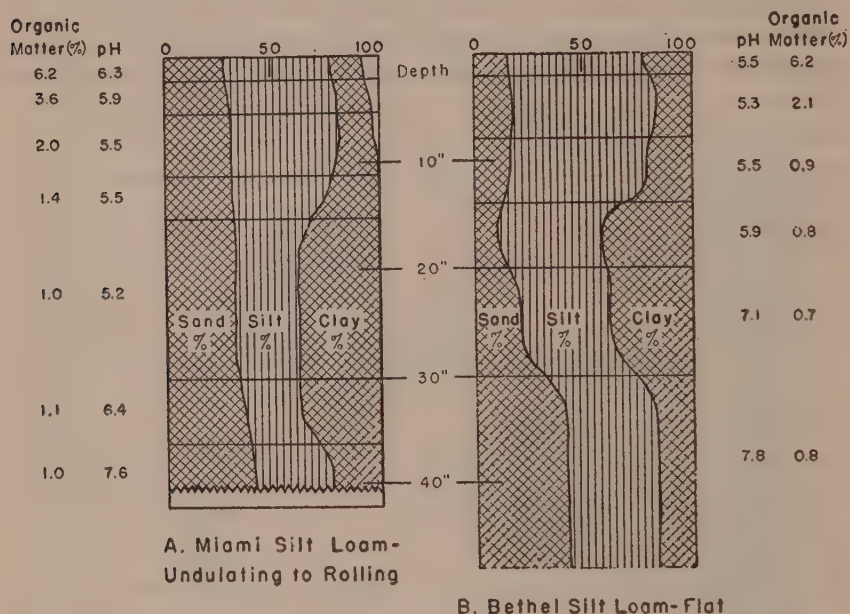 Organic
Matter(%) pH
6.2 6.3
3.6 5.9
2.0 5.5
1.4 5.5
1.0 5.2
1.1 6.4
1.0 7.6
0 50 100
Sand Silt Clay
% % %
A. Miami Silt Loam-
Undulating to Rolling
Depth
10"
20"
30"
40"
0 50 100
Sand Silt Clay
% % %
B. Bethel Silt Loam-Flat
Organic
pH Matter(%)
5.5 6.2
5.3 2.1
5.5 0.9
5.9 0.8
7.1 0.7
7.8 0.8